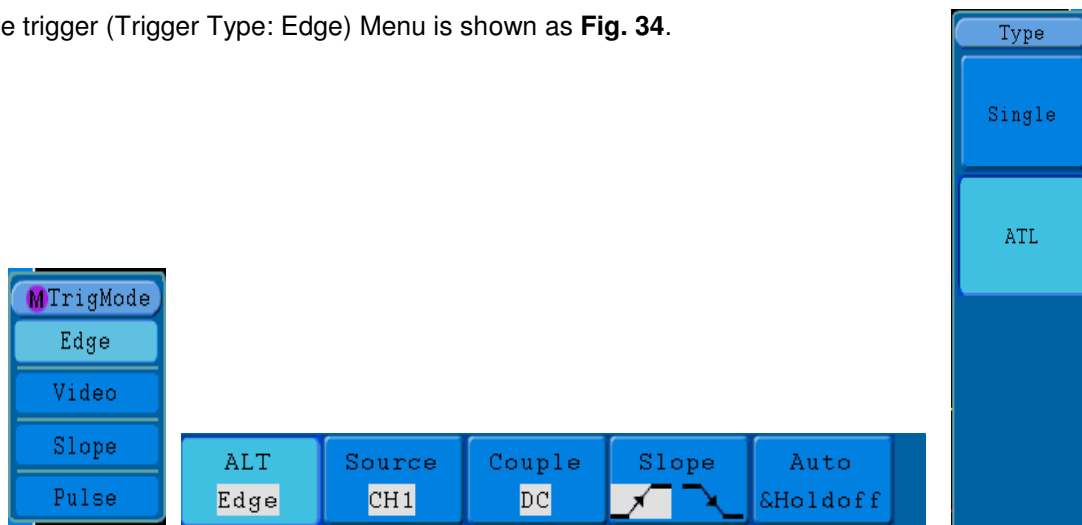 e trigger (Trigger Type: Edge) Menu is shown as Fig. 34.
Type
Single
ATL
MTrigMode
Edge
Video
Slope
Pulse
ALT Source Couple Slope Auto
Edge CH1 DC &Holdoff